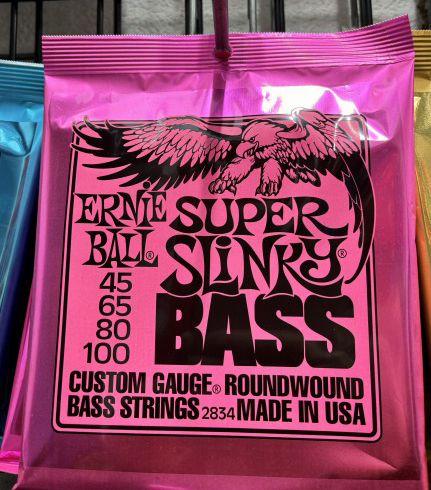 ERNIE BALL®
SUPER SLiNKY®
BASS
45
65
80
100
CUSTOM GAUGE® ROUNDWOUND
BASS STRINGS 2834 MADE IN USA